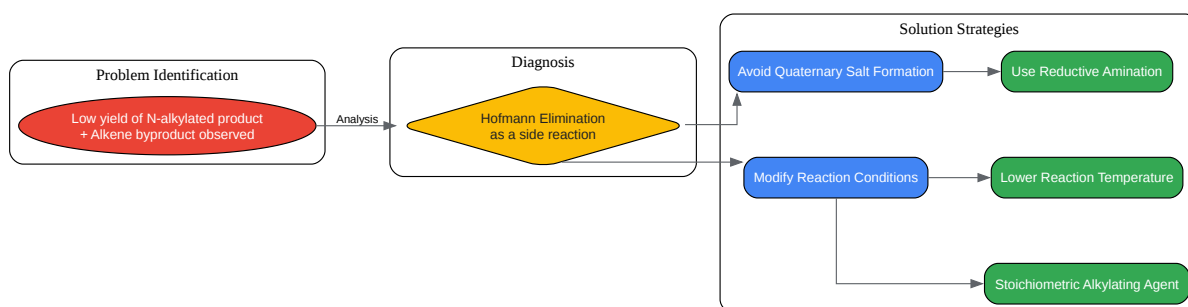 Problem Identification
Low yield of N-alkylated product
+ Alkene byproduct observed
Analysis
Diagnosis
Hofmann Elimination
as a side reaction
Solution Strategies
Avoid Quaternary Salt Formation
Use Reductive Amination
Modify Reaction Conditions
Lower Reaction Temperature
Stoichiometric Alkylating Agent